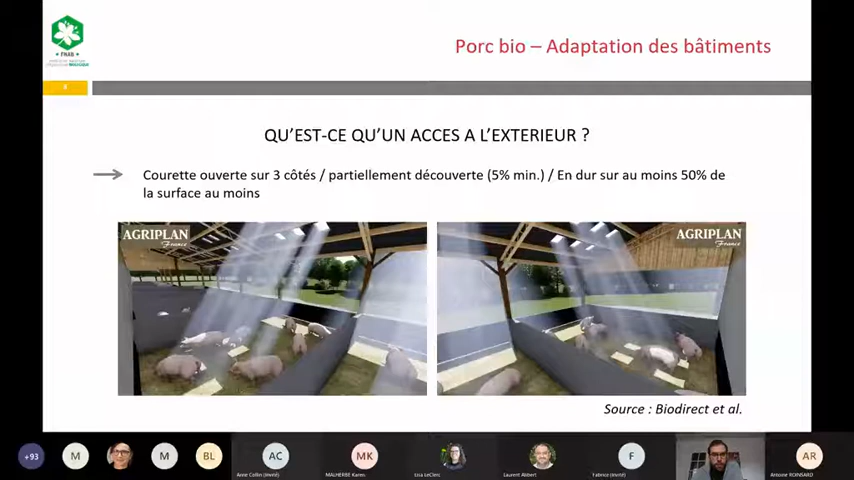 FNAB
Porc bio – Adaptation des bâtiments
QU'EST-CE QU'UN ACCES A L'EXTERIEUR ?
Courette ouverte sur 3 côtés / partiellement découverte (5% min.) / En dur sur au moins 50% de
la surface au moins
AGRIPLAN
France
AGRIPLAN
France
Source : Biodirect et al.
+93
M
M
BL
AC
MK
F
AR
Anne Collin (Invité)
MALHERBE Karen
Lisa LeClerc
Laurent Alibert
Fabrice (Invité)
Antoine ROINSARD